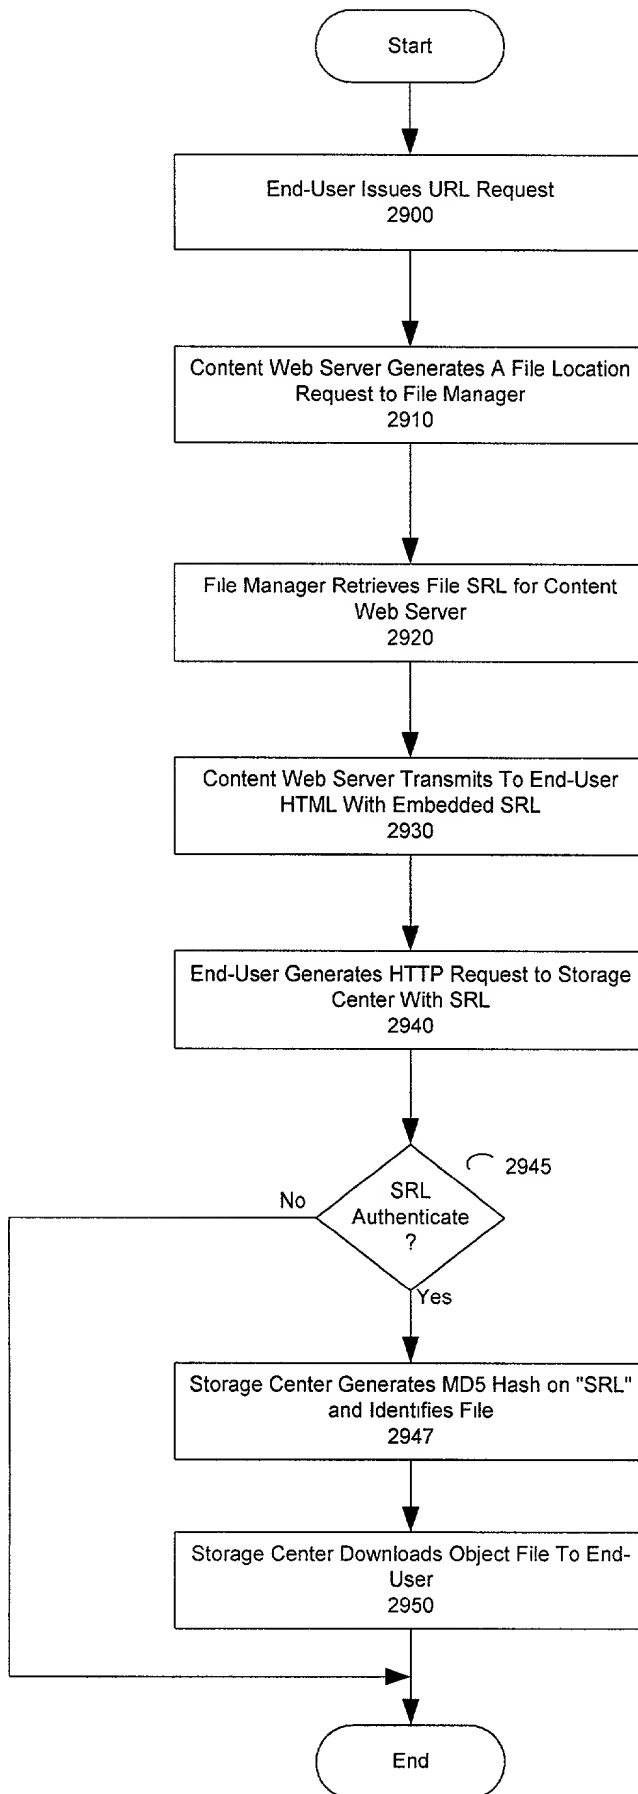 Start
End-User Issues URL Request
2900
Content Web Server Generates A File Location
Request to File Manager
2910
File Manager Retrieves File SRL for Content
Web Server
2920
Content Web Server Transmits To End-User
HTML With Embedded SRL
2930
End-User Generates HTTP Request to Storage
Center With SRL
2940
2945
SRL
Authenticate
?
No
Yes
Storage Center Generates MD5 Hash on "SRL"
and Identifies File
2947
Storage Center Downloads Object File To End-
User
2950
End